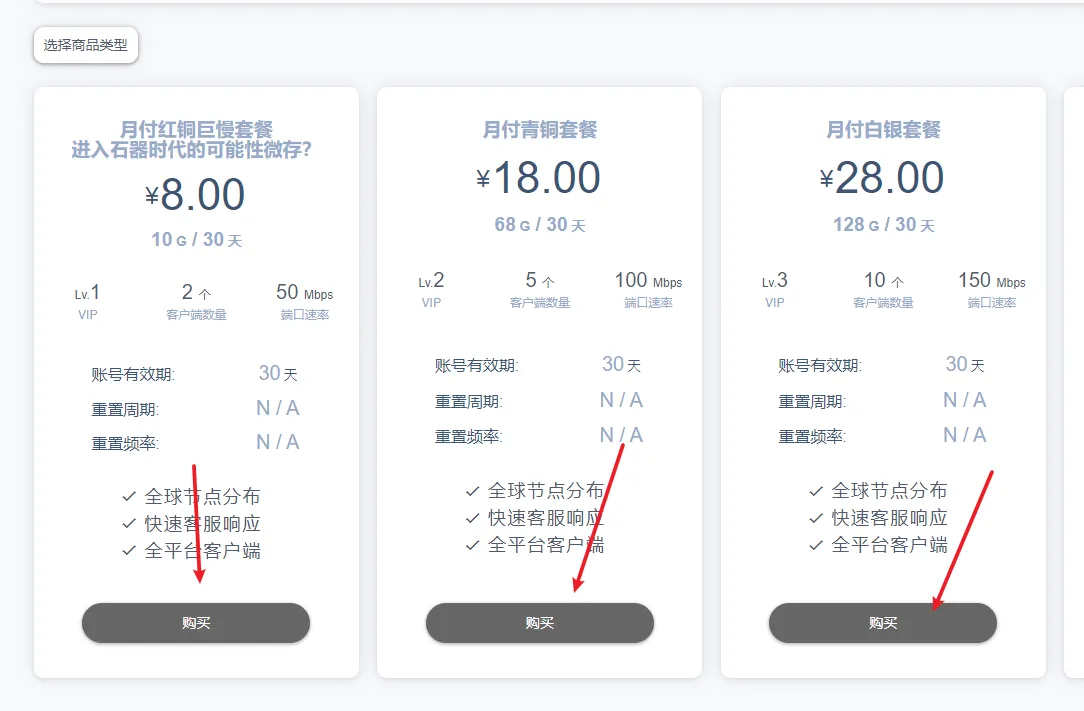 选择商品类型
月付红铜巨慢套餐
进入石器时代的可能性微存?
¥8.00
10 G / 30 天
Lv.1 2 个 50 Mbps
VIP 客户端数量 端口速率
账号有效期: 30 天
重置周期: N / A
重置频率: N / A
全球节点分布
快速客服响应
全平台客户端
购买
月付青铜套餐
¥18.00
68 G / 30 天
Lv.2 5 个 100 Mbps
VIP 客户端数量 端口速率
账号有效期: 30 天
重置周期: N / A
重置频率: N / A
全球节点分布
快速客服响应
全平台客户端
购买
月付白银套餐
¥28.00
128 G / 30 天
Lv.3 10 个 150 Mbps
VIP 客户端数量 端口速率
账号有效期: 30 天
重置周期: N / A
重置频率: N / A
全球节点分布
快速客服响应
全平台客户端
购买